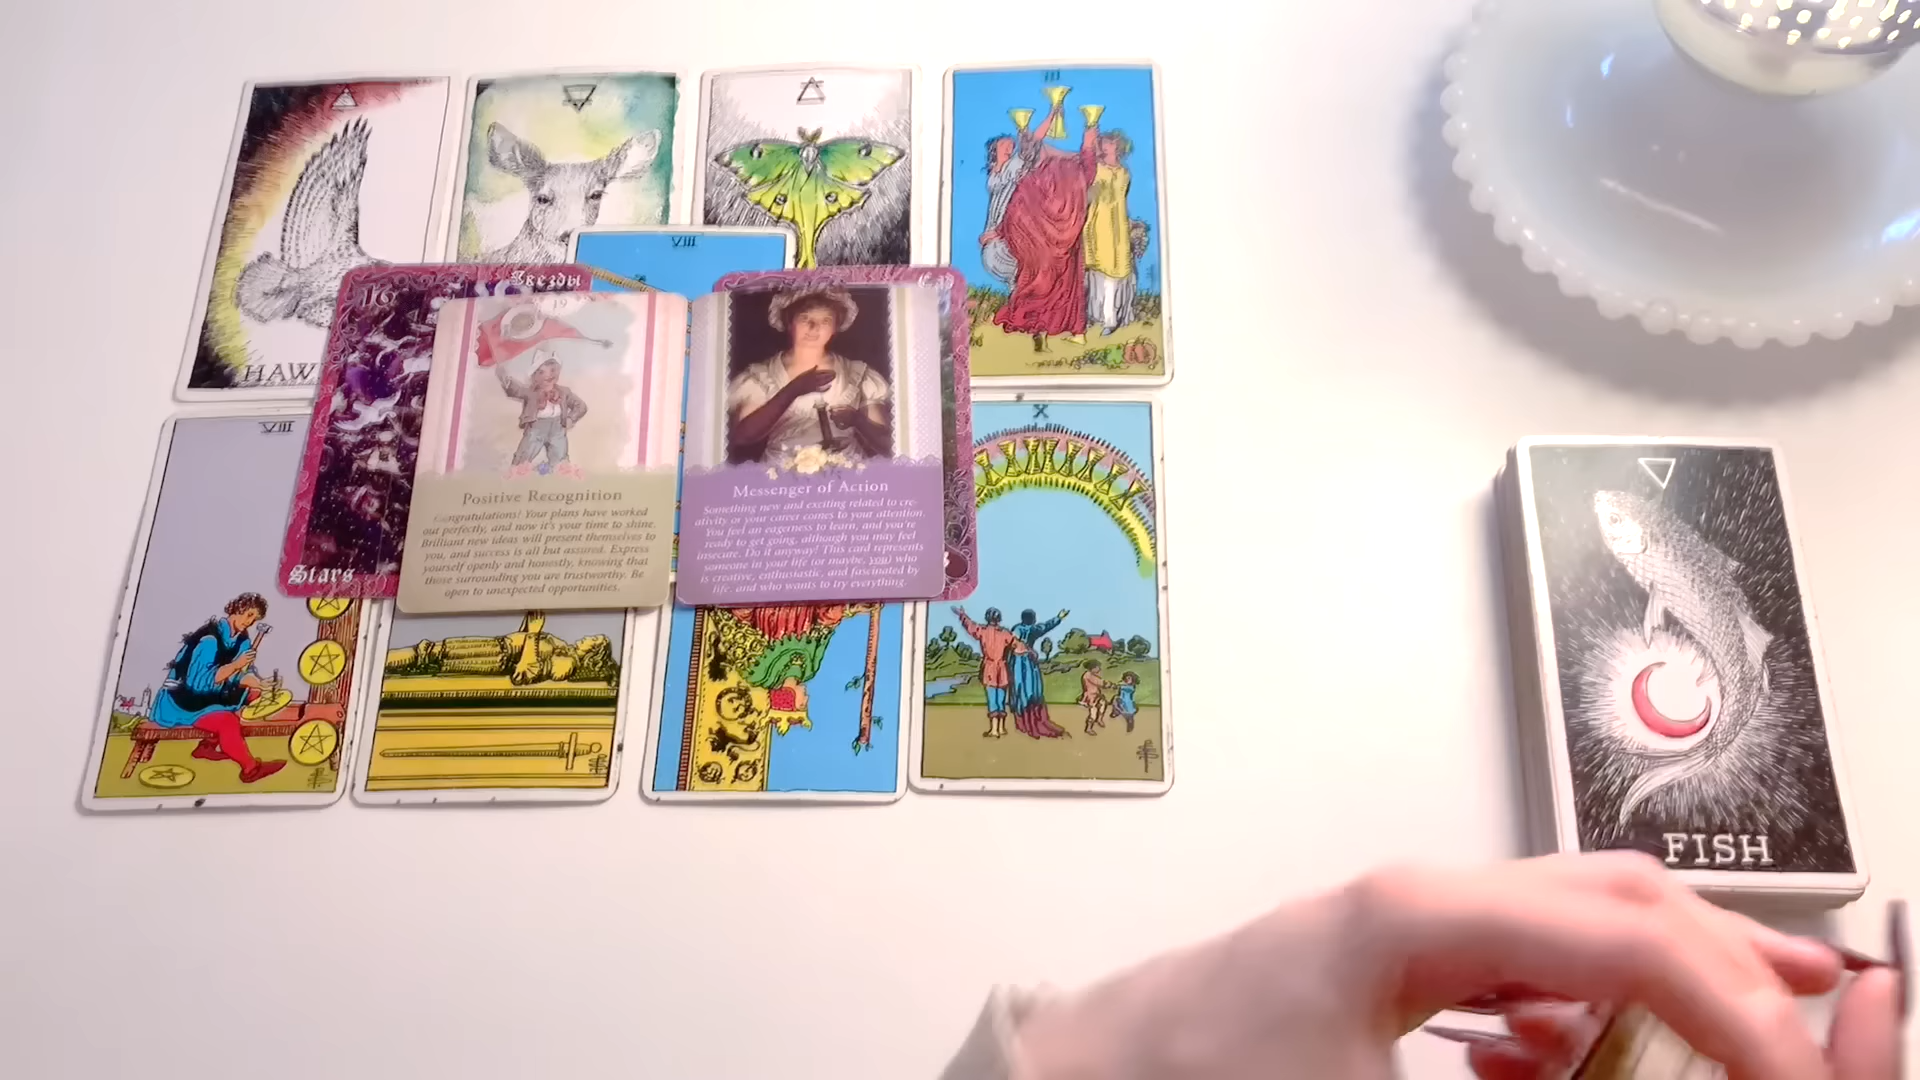 III
VIII
16
Звезды
19
HAW
Positive Recognition
Congratulations! Your plans have worked
out perfectly, and now it's your time to shine.
Brilliant new ideas will present themselves to
you, and success is all but assured. Express
yourself openly and honestly, knowing that
those surrounding you are trustworthy. Be
open to unexpected opportunities.
Messenger of Action
Something new and exciting related to cre-
ativity or your career comes to your attention.
You feel an eagerness to learn, and you're
ready to get going, although you may feel
insecure. Do it anyway! This card represents
someone in your life (or maybe, you) who
is creative, enthusiastic, and fascinated by
life, and who wants to try everything.
VIII
Stars
X
FISH